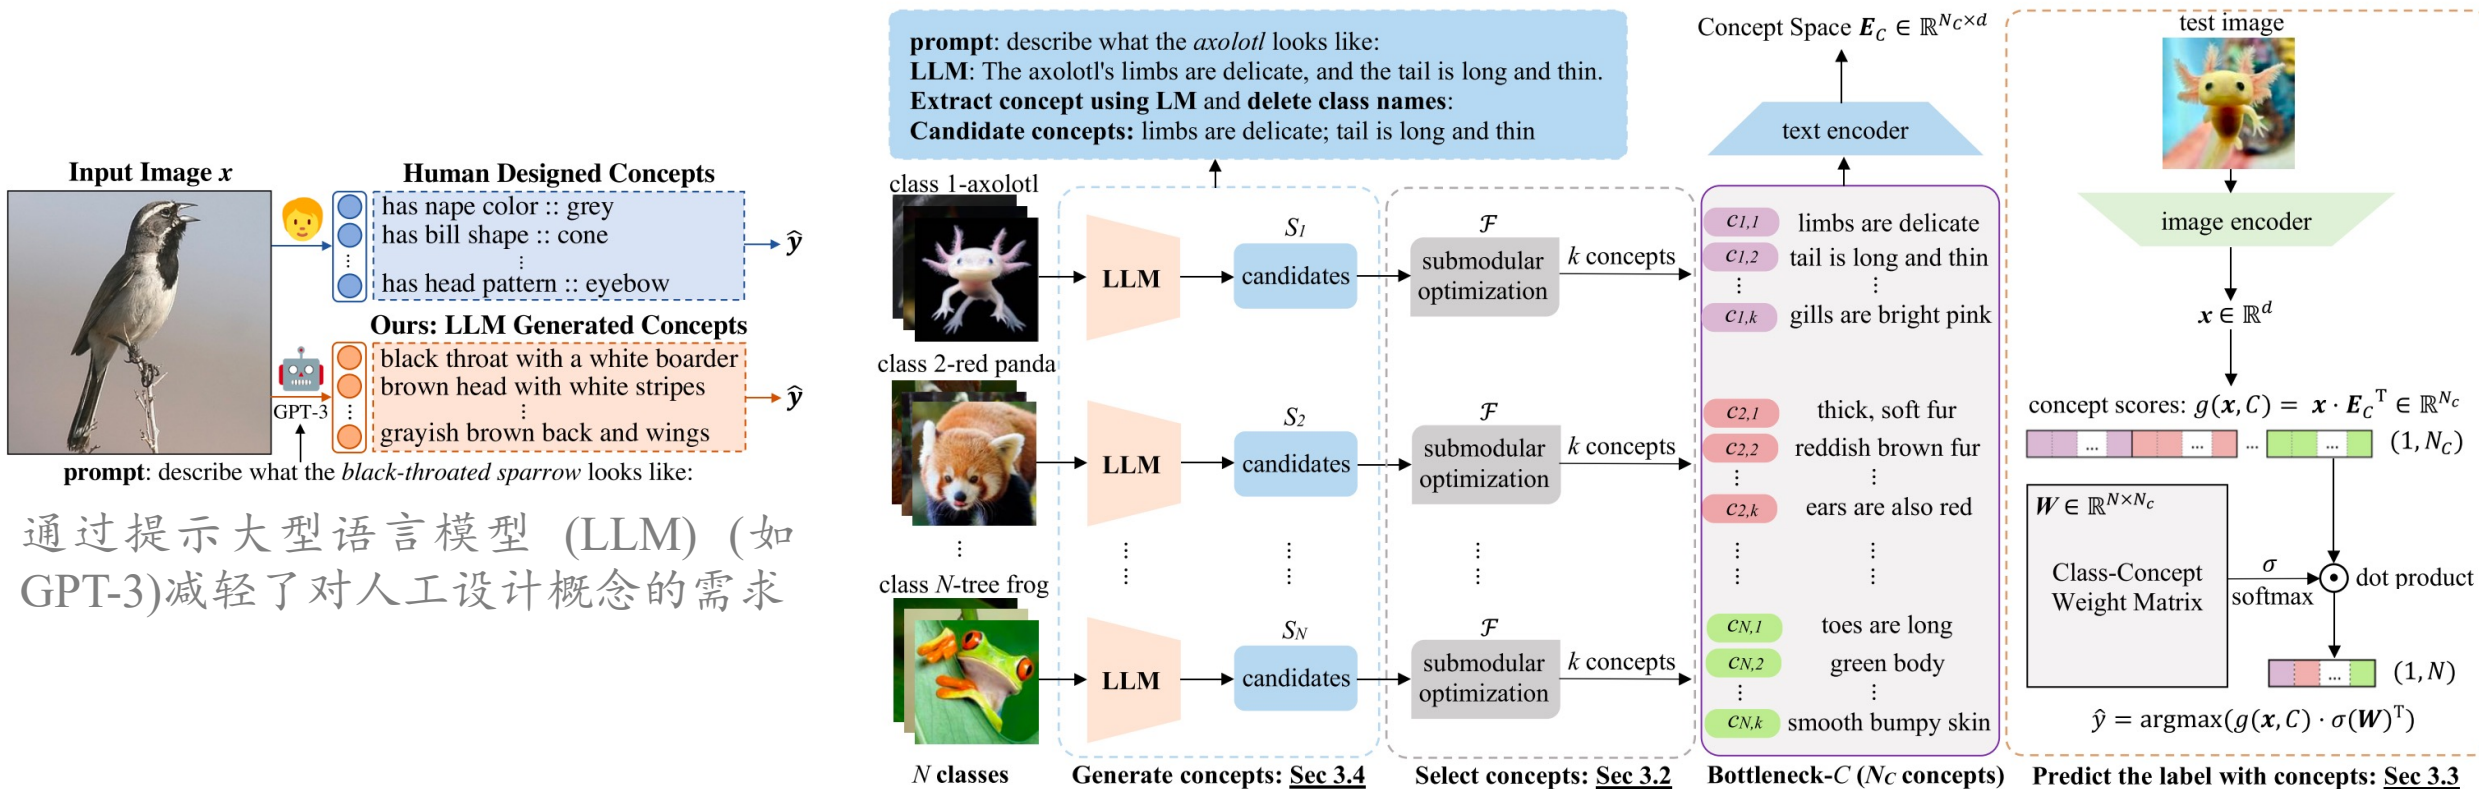 Input Image x
Human Designed Concepts
has nape color :: grey
has bill shape :: cone
⋮
has head pattern :: eyebow
ŷ
Ours: LLM Generated Concepts
black throat with a white boarder
brown head with white stripes
⋮
grayish brown back and wings
ŷ
GPT-3
prompt: describe what the black-throated sparrow looks like:
通过提示大型语言模型 (LLM) (如
GPT-3)减轻了对人工设计概念的需求
prompt: describe what the axolotl looks like:
LLM: The axolotl's limbs are delicate, and the tail is long and thin.
Extract concept using LM and delete class names:
Candidate concepts: limbs are delicate; tail is long and thin
class 1-axolotl
LLM
S1
candidates
ℱ
submodular
optimization
k concepts
class 2-red panda
LLM
S2
candidates
ℱ
submodular
optimization
k concepts
⋮
class N-tree frog
LLM
SN
candidates
ℱ
submodular
optimization
k concepts
N classes
Generate concepts: Sec 3.4
Select concepts: Sec 3.2
Concept Space E_C ∈ ℝ^{N_C×d}
text encoder
c1,1 limbs are delicate
c1,2 tail is long and thin
⋮ ⋮
c1,k gills are bright pink
c2,1 thick, soft fur
c2,2 reddish brown fur
⋮ ⋮
c2,k ears are also red
⋮ ⋮
cN,1 toes are long
cN,2 green body
⋮ ⋮
cN,k smooth bumpy skin
Bottleneck-C (N_C concepts)
test image
image encoder
x ∈ ℝ^d
concept scores: g(x, C) = x · E_C^T ∈ ℝ^{N_c}
... ... ... ... (1, N_C)
W ∈ ℝ^{N×N_c}
Class-Concept
Weight Matrix
σ
softmax
dot product
... (1, N)
ŷ = argmax(g(x, C) · σ(W)^T)
Predict the label with concepts: Sec 3.3